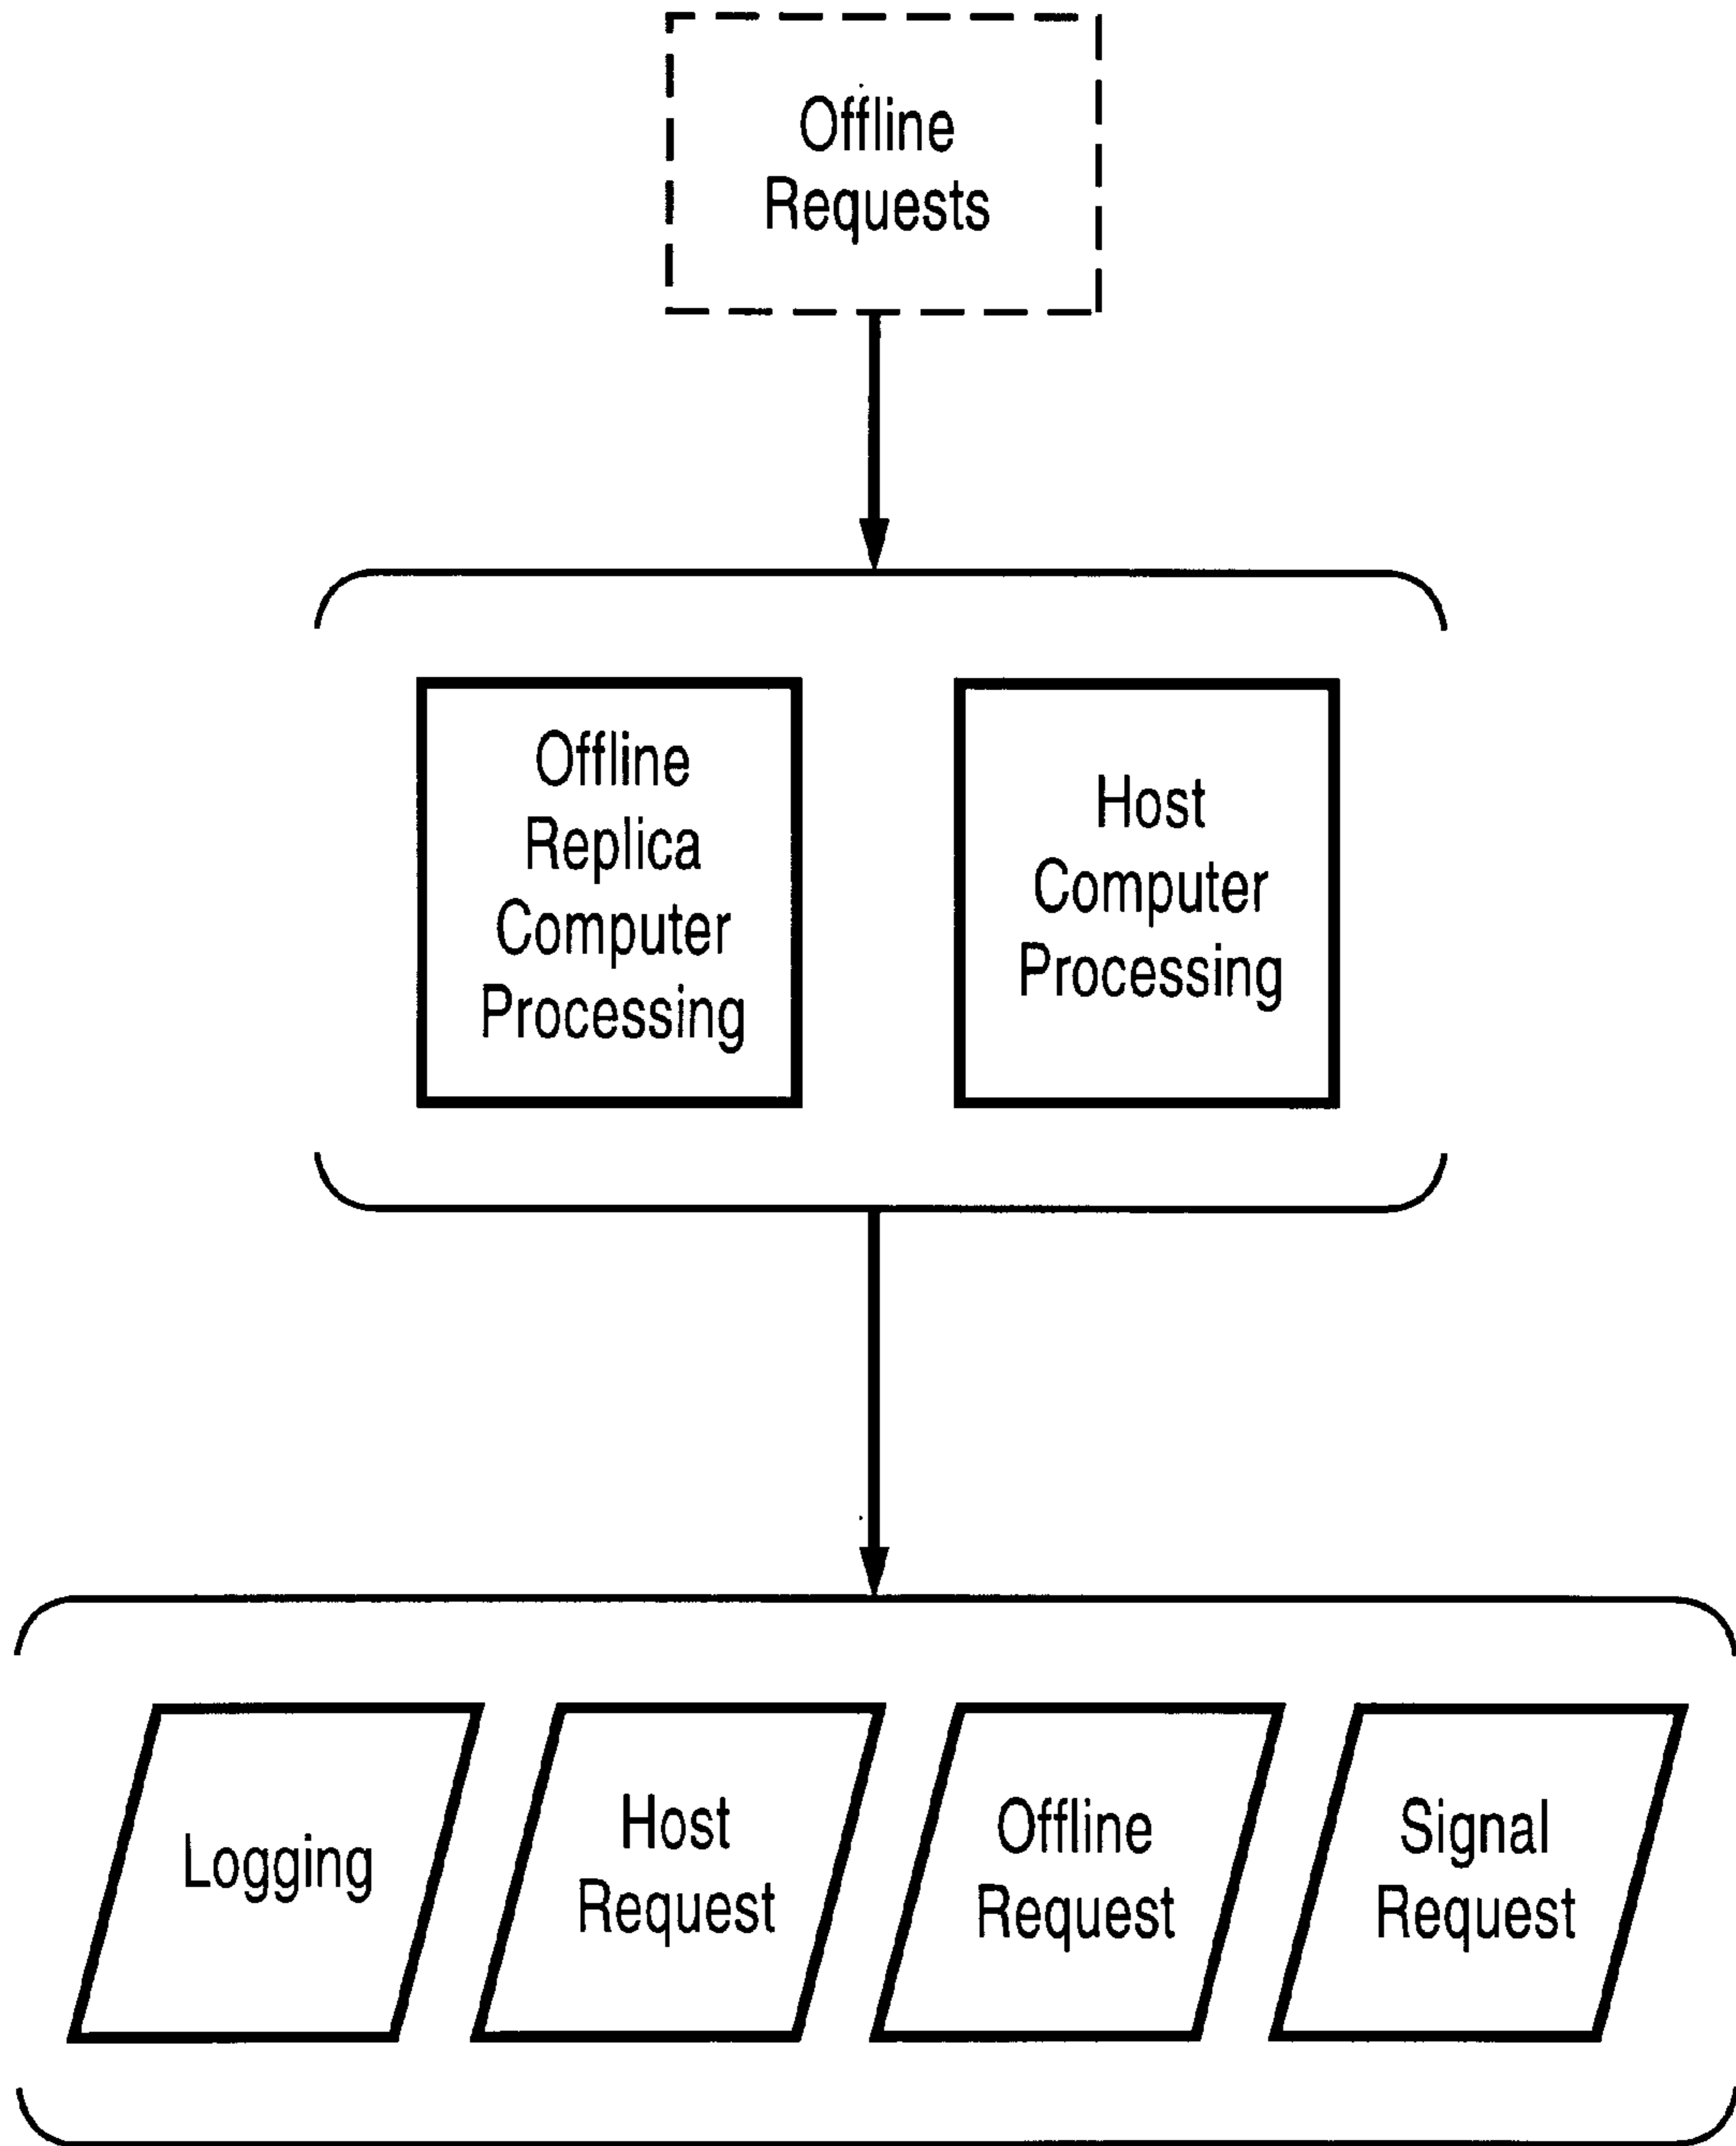 Offline
Requests
Offline
Replica
Computer
Processing
Host
Computer
Processing
Logging
Host
Request
Offline
Request
Signal
Request